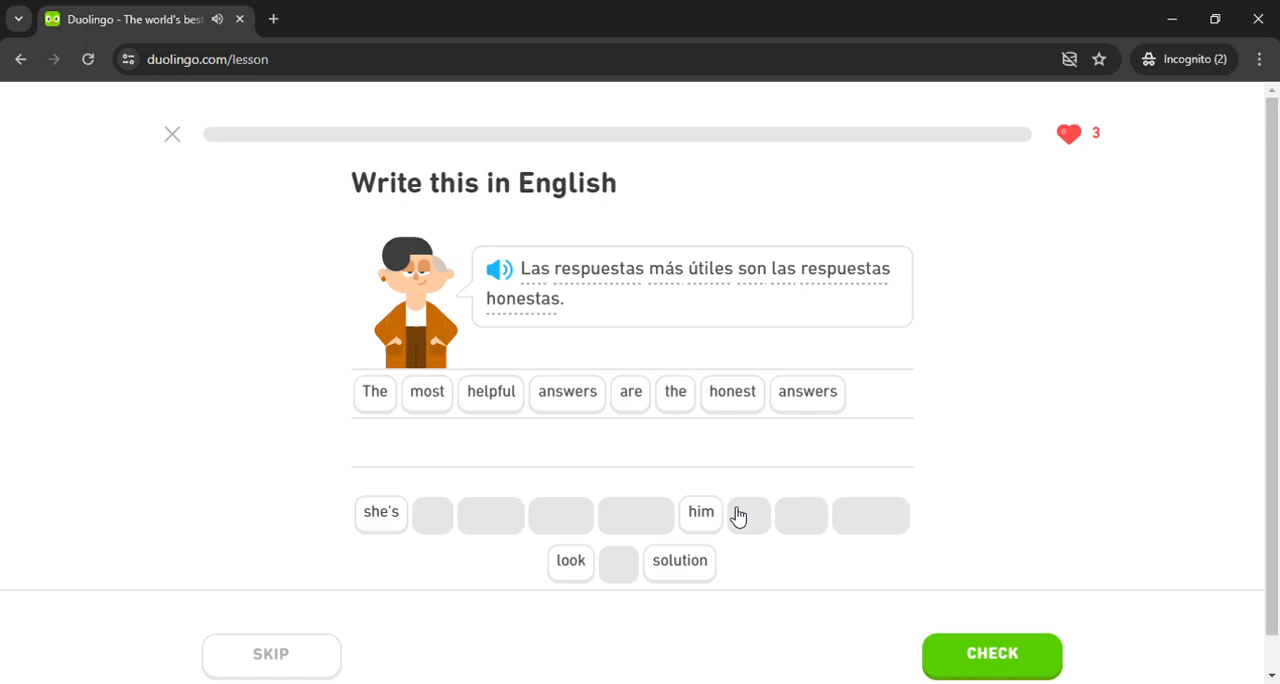 Duolingo - The world's best
duolingo.com/lesson
Incognito (2)
3
Write this in English
Las respuestas más útiles son las respuestas
honestas.
The most helpful answers are the honest answers
she's him
look solution
SKIP
CHECK